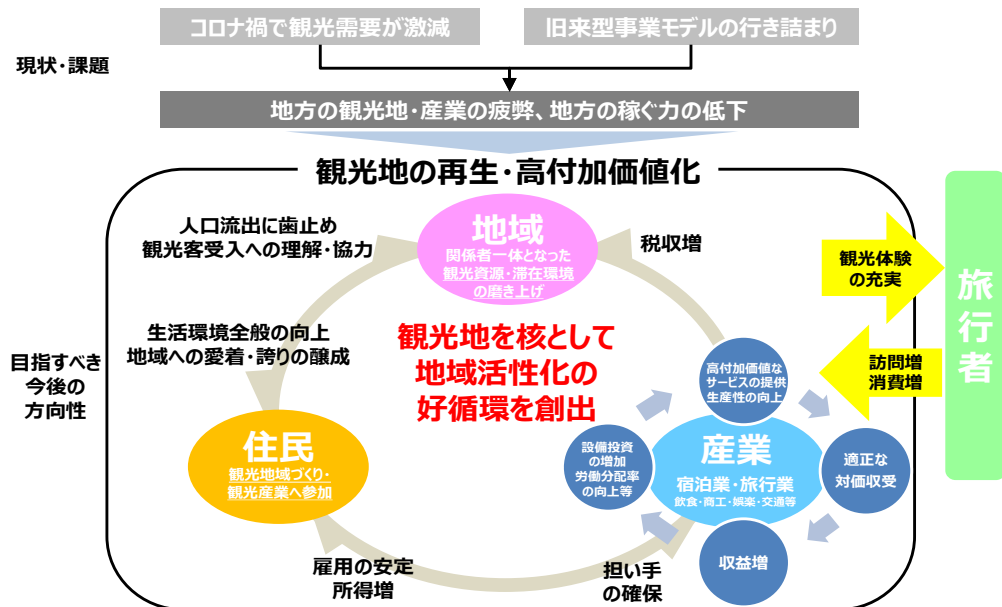 コロナ禍で観光需要が激減
旧来型事業モデルの行き詰まり
現状・課題
地方の観光地・産業の疲弊、地方の稼ぐ力の低下
観光地の再生・高付加価値化
人口流出に歯止め
観光客受入への理解・協力
地域
関係者一体となった
観光資源・滞在環境
の磨き上げ
税収増
観光体験
の充実
旅行者
生活環境全般の向上
地域への愛着・誇りの醸成
観光地を核として
地域活性化の
好循環を創出
目指すべき
今後の
方向性
訪問増
消費増
高付加価値な
サービスの提供
生産性の向上
住民
観光地域づくり・
観光産業へ参加
設備投資
の増加
労働分配率
の向上等
産業
宿泊業・旅行業
飲食・商工・娯楽・交通等
適正な
対価収受
収益増
雇用の安定
所得増
担い手
の確保